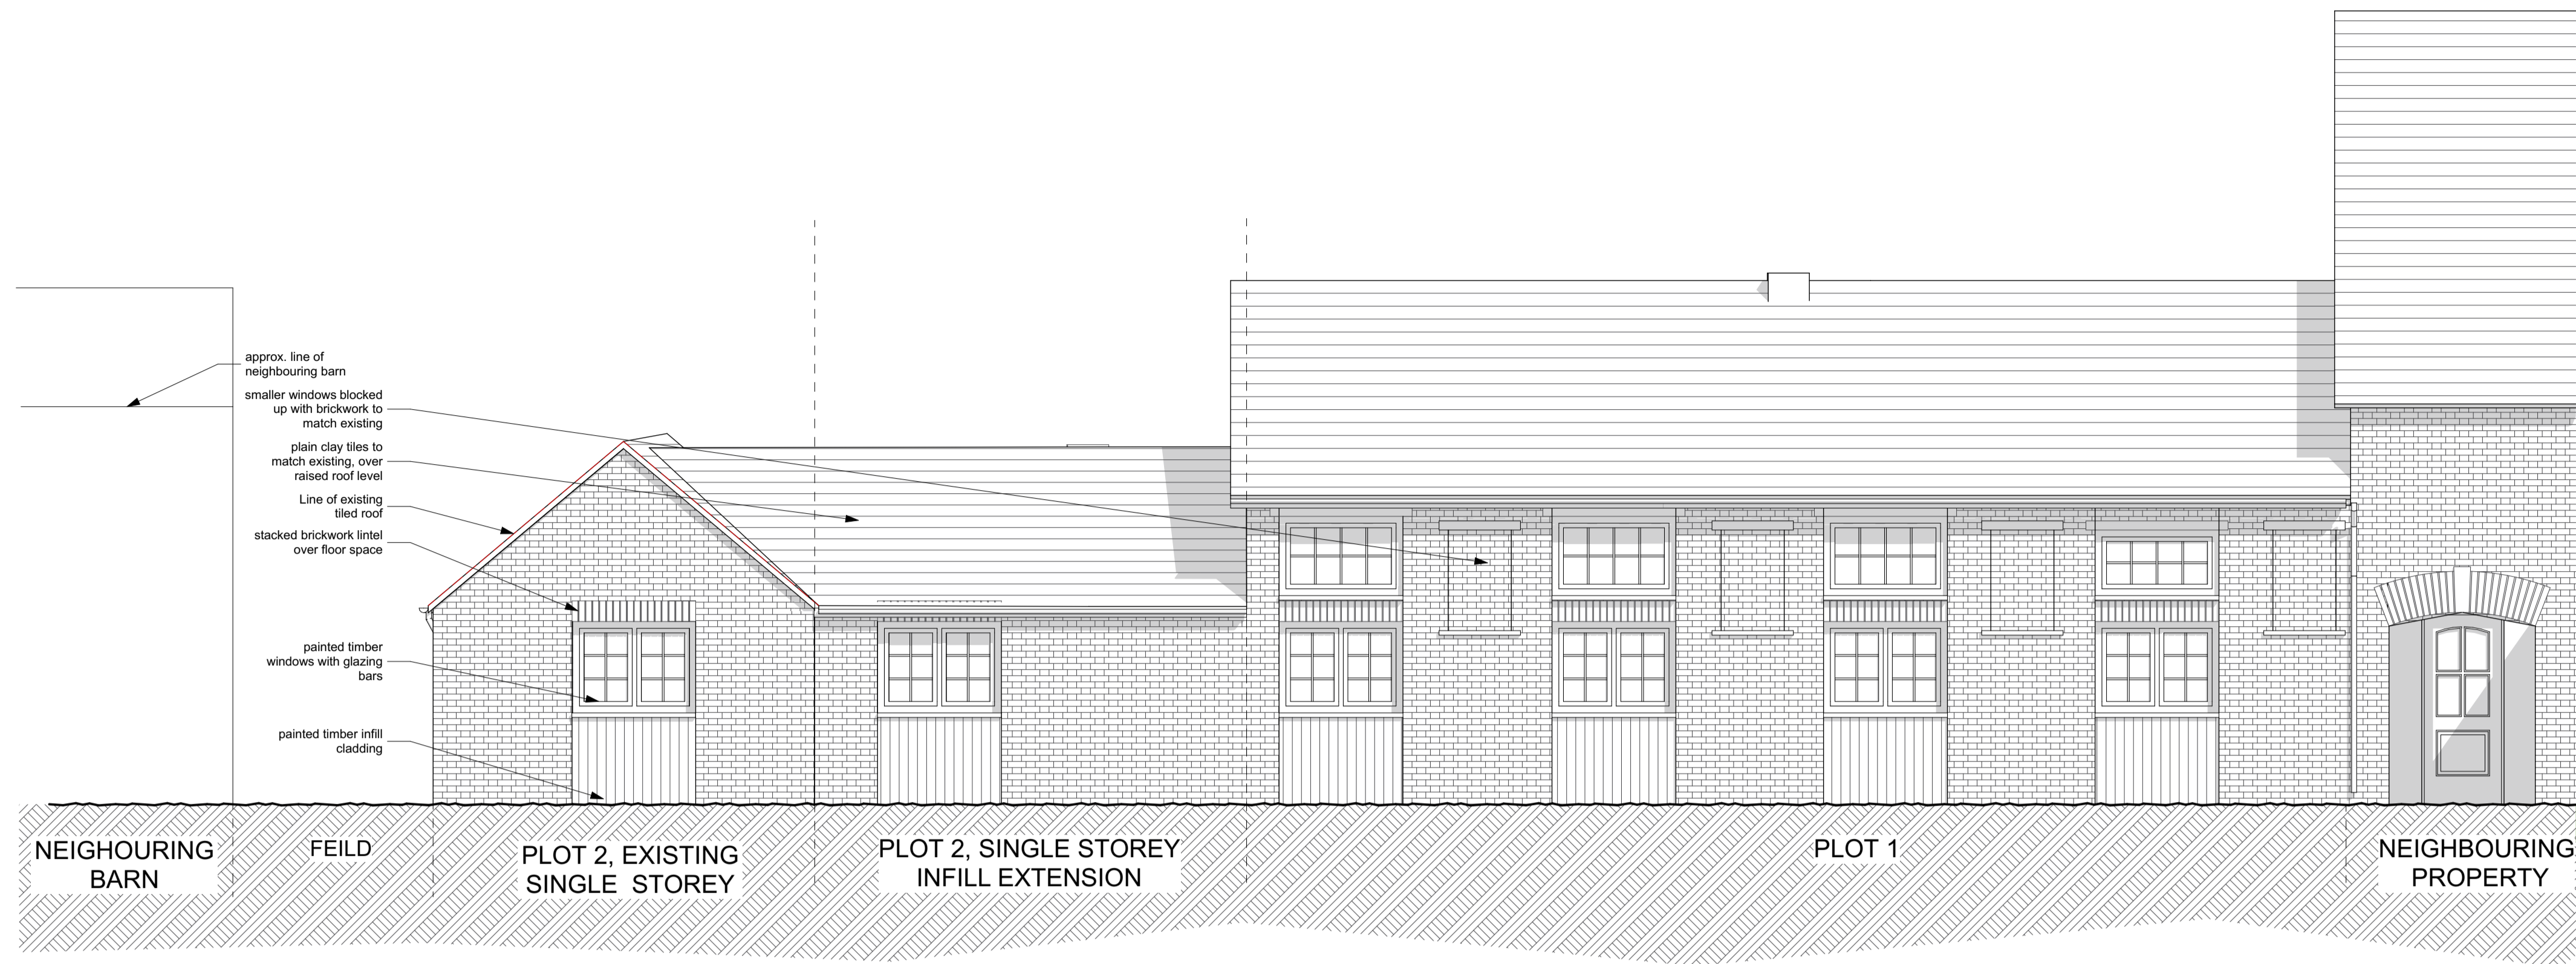 approx. line of
neighbouring barn
smaller windows blocked
up with brickwork to
match existing
plain clay tiles to
match existing, over
raised roof level
Line of existing
tiled roof
stacked brickwork lintel
over floor space
painted timber
windows with glazing
bars
painted timber infill
cladding
NEIGHOURING
BARN
FEILD
PLOT 2, EXISTING
SINGLE STOREY
PLOT 2, SINGLE STOREY
INFILL EXTENSION
PLOT 1
NEIGHBOURING
PROPERTY